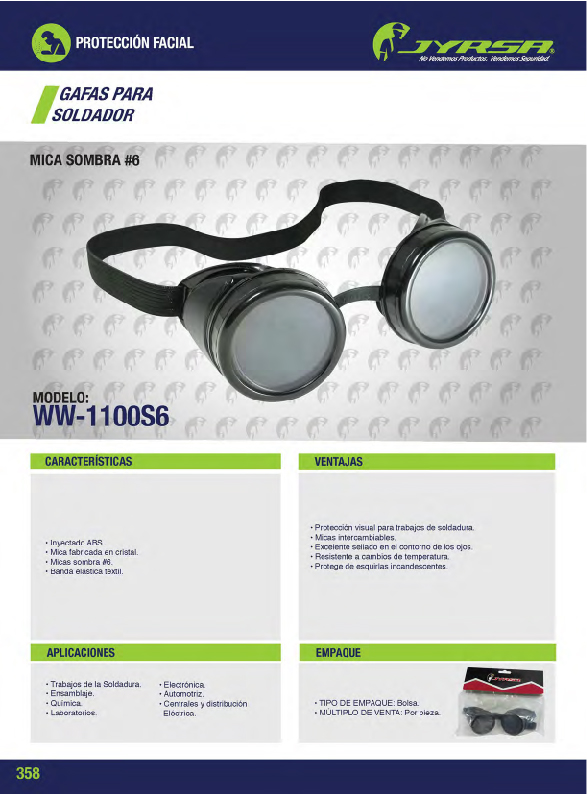 PROTECCIÓN FACIAL
JYRSA®
No Vendemos Productos. Vendemos Seguridad.
GAFAS PARA
SOLDADOR
MICA SOMBRA #6
MODELO:
WW-1100S6
CARACTERÍSTICAS
• Inyectado ABS.
• Mica fabricada en cristal.
• Micas sombra #6.
• Banda elástica textil.
VENTAJAS
• Protección visual para trabajos de soldadura.
• Micas intercambiables.
• Excelente sellado en el contorno de los ojos.
• Resistente a cambios de temperatura.
• Protege de esquirlas incandescentes.
APLICACIONES
• Trabajos de la Soldadura.
• Ensamblaje.
• Química.
• Laboratorios.
• Electrónica.
• Automotriz.
• Centrales y distribución
Eléctrica.
EMPAQUE
• TIPO DE EMPAQUE: Bolsa.
• MÚLTIPLO DE VENTA: Por pieza.
JYRSA
358